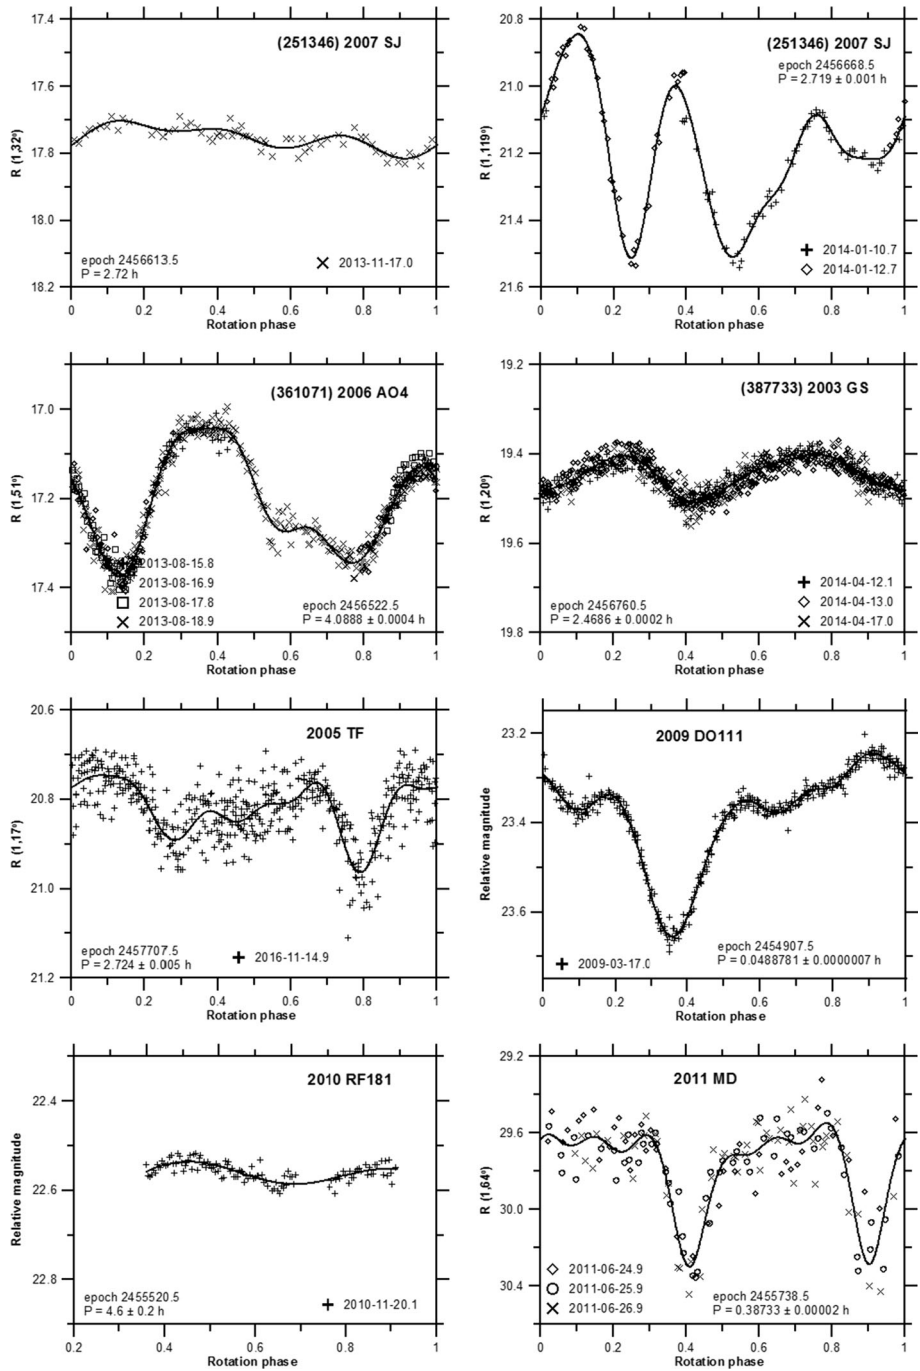 (251346) 2007 SJ
17.4
17.6
17.8
18.0
18.2
R (1,32º)
epoch 2456613.5
P = 2.72 h
2013-11-17.0
0 0.2 0.4 0.6 0.8 1
Rotation phase
(251346) 2007 SJ
epoch 2456668.5
P = 2.719 ± 0.001 h
20.8
21.0
21.2
21.4
21.6
R (1,119º)
2014-01-10.7
2014-01-12.7
0 0.2 0.4 0.6 0.8 1
Rotation phase
(361071) 2006 AO4
17.0
17.2
17.4
R (1,51º)
2013-08-15.8
2013-08-16.9
2013-08-17.8
2013-08-18.9
epoch 2456522.5
P = 4.0888 ± 0.0004 h
0 0.2 0.4 0.6 0.8 1
Rotation phase
(387733) 2003 GS
19.2
19.4
19.6
19.8
R (1,20º)
epoch 2456760.5
P = 2.4686 ± 0.0002 h
2014-04-12.1
2014-04-13.0
2014-04-17.0
0 0.2 0.4 0.6 0.8 1
Rotation phase
2005 TF
20.6
20.8
21.0
21.2
R (1,17º)
epoch 2457707.5
P = 2.724 ± 0.005 h
2016-11-14.9
0 0.2 0.4 0.6 0.8 1
Rotation phase
2009 DO111
23.2
23.4
23.6
Relative magnitude
2009-03-17.0
epoch 2454907.5
P = 0.0488781 ± 0.0000007 h
0 0.2 0.4 0.6 0.8 1
Rotation phase
2010 RF181
22.4
22.6
22.8
Relative magnitude
epoch 2455520.5
P = 4.6 ± 0.2 h
2010-11-20.1
0.2 0 0.2 0.4 0.6 0.8 1
Rotation phase
2011 MD
29.2
29.6
30.0
30.4
R (1,64º)
2011-06-24.9
2011-06-25.9
2011-06-26.9
epoch 2455738.5
P = 0.38733 ± 0.00002 h
0 0.2 0.4 0.6 0.8 1
Rotation phase